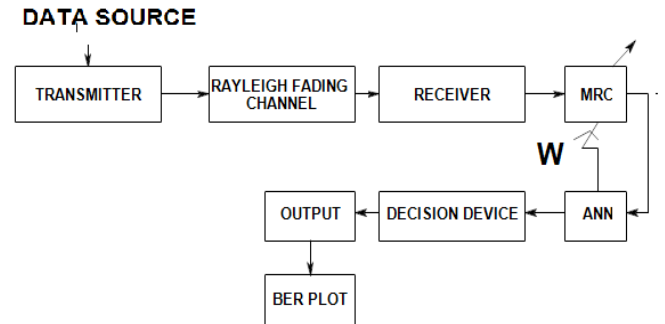 DATA SOURCE
TRANSMITTER
RAYLEIGH FADING
CHANNEL
RECEIVER
MRC
W
OUTPUT
DECISION DEVICE
ANN
BER PLOT